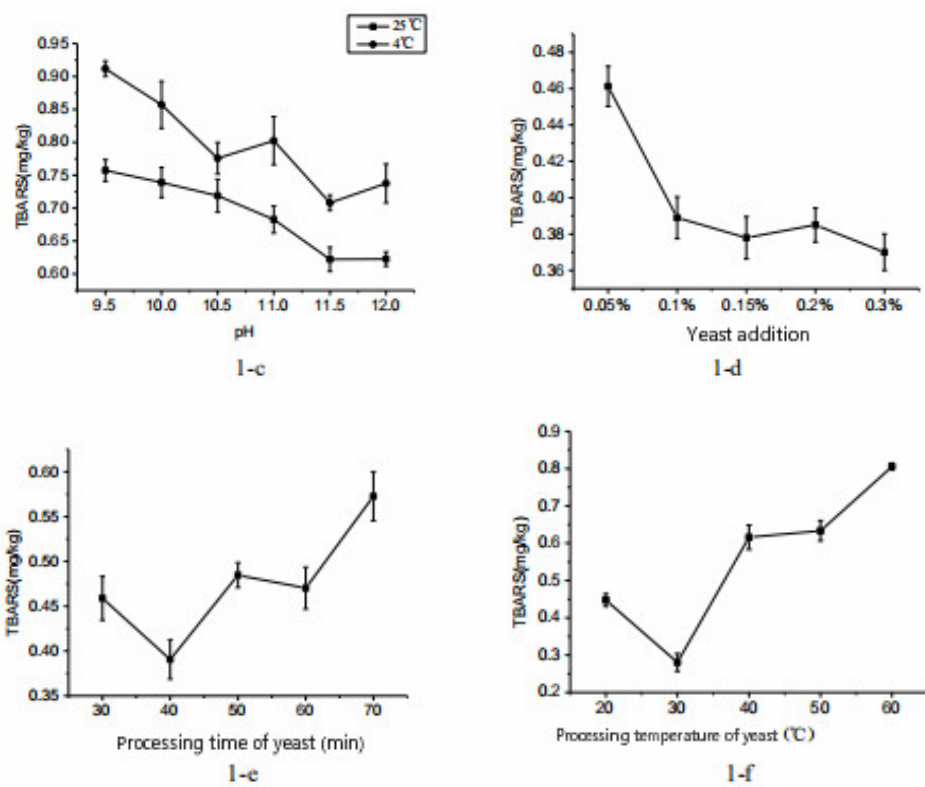 25℃
4℃
0.95
0.90
0.85
0.80
0.75
0.70
0.65
0.60
TBARS(mg/kg)
9.5 10.0 10.5 11.0 11.5 12.0
pH
1-c
0.48
0.46
0.44
0.42
0.40
0.38
0.36
TBARS(mg/kg)
0.05% 0.1% 0.15% 0.2% 0.3%
Yeast addition
1-d
0.60
0.55
0.50
0.45
0.40
0.35
TBARS(mg/kg)
30 40 50 60 70
Processing time of yeast (min)
1-e
0.9
0.8
0.7
0.6
0.5
0.4
0.3
0.2
TBARS(mg/kg)
20 30 40 50 60
Processing temperature of yeast (℃)
1-f